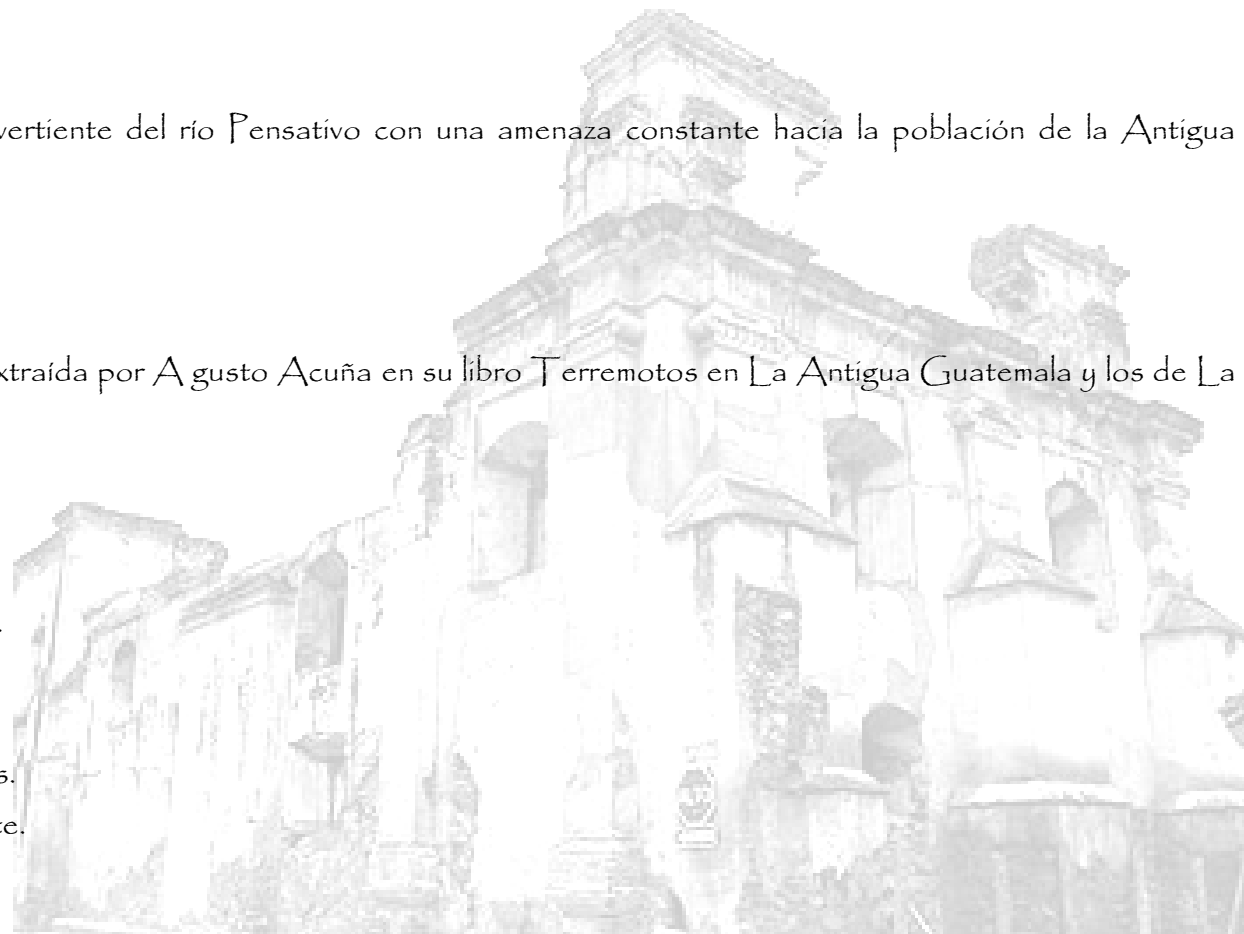 vertiente del río Pensativo con una amenaza constante hacia la población de la Antigua
xtraída por A gusto Acuña en su libro Terremotos en La Antigua Guatemala y los de La
s.
te.